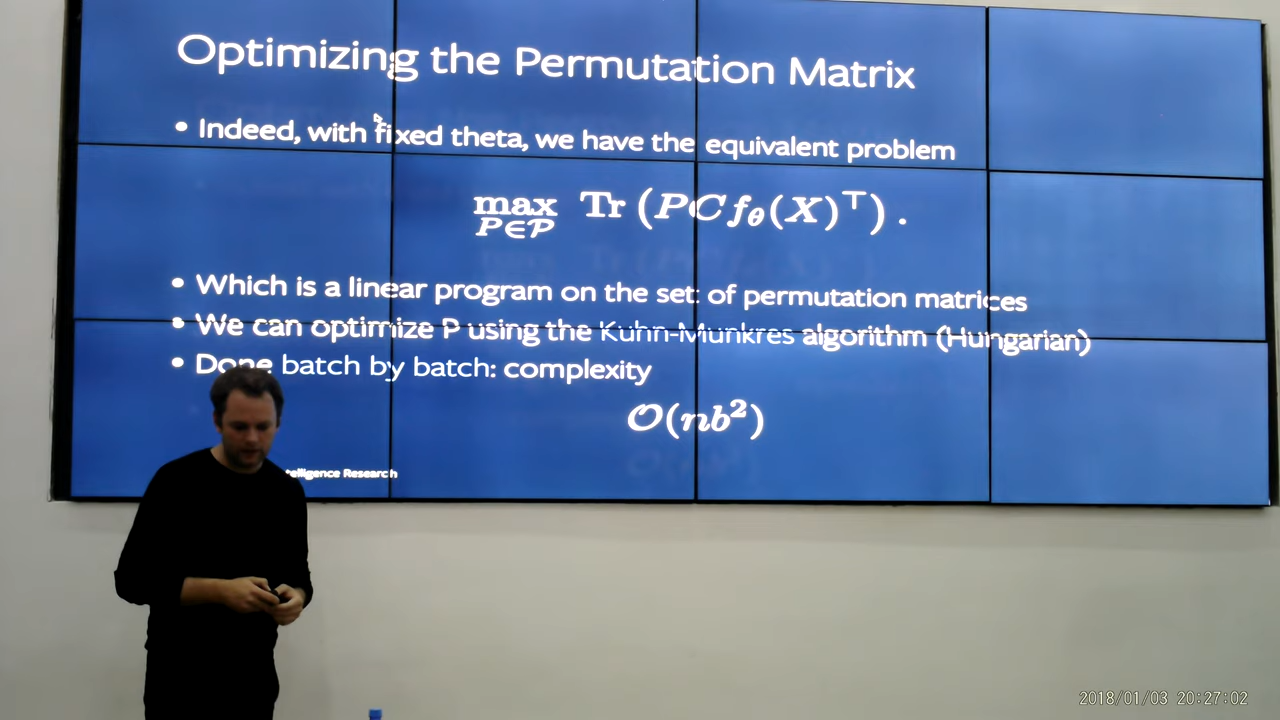 Optimizing the Permutation Matrix
• Indeed, with fixed theta, we have the equivalent problem
max Tr (PCf_θ(X)^⊤) .
P∈𝒫
• Which is a linear program on the set of permutation matrices
• We can optimize P using the Kuhn-Munkres algorithm (Hungarian)
• Done batch by batch: complexity
O(nb²)
telligence Research
2018/01/03 20:27:02